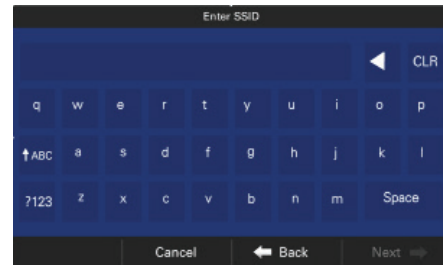 Enter SSID
CLR
q w e r t y u i o p
ABC a s d f g h j k l
?123 z x c v b n m Space
Cancel Back Next